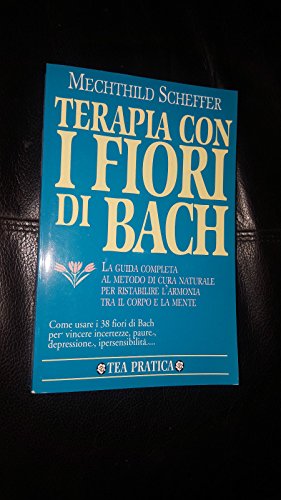 MECHTHILD SCHEFFER
TERAPIA CON
I FIORI
DI BACH
LA GUIDA COMPLETA
AL METODO DI CURA NATURALE
PER RISTABILIRE L'ARMONIA
TRA IL CORPO E LA MENTE
Come usare i 38 fiori di Bach
per vincere incertezze, paure,
depressione, ipersensibilità....
TEA PRATICA